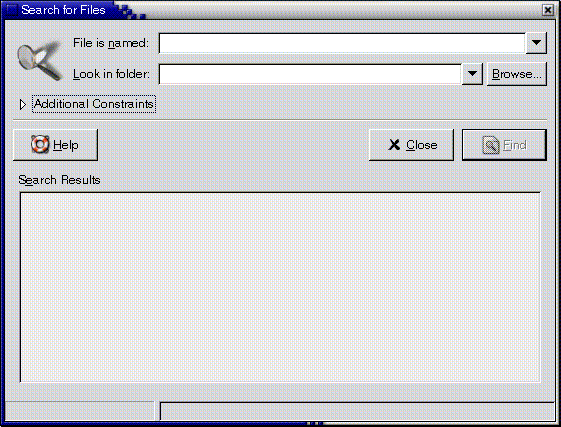 Search for Files
File is named:
Look in folder:
Browse...
Additional Constraints
Help
Close
Find
Search Results